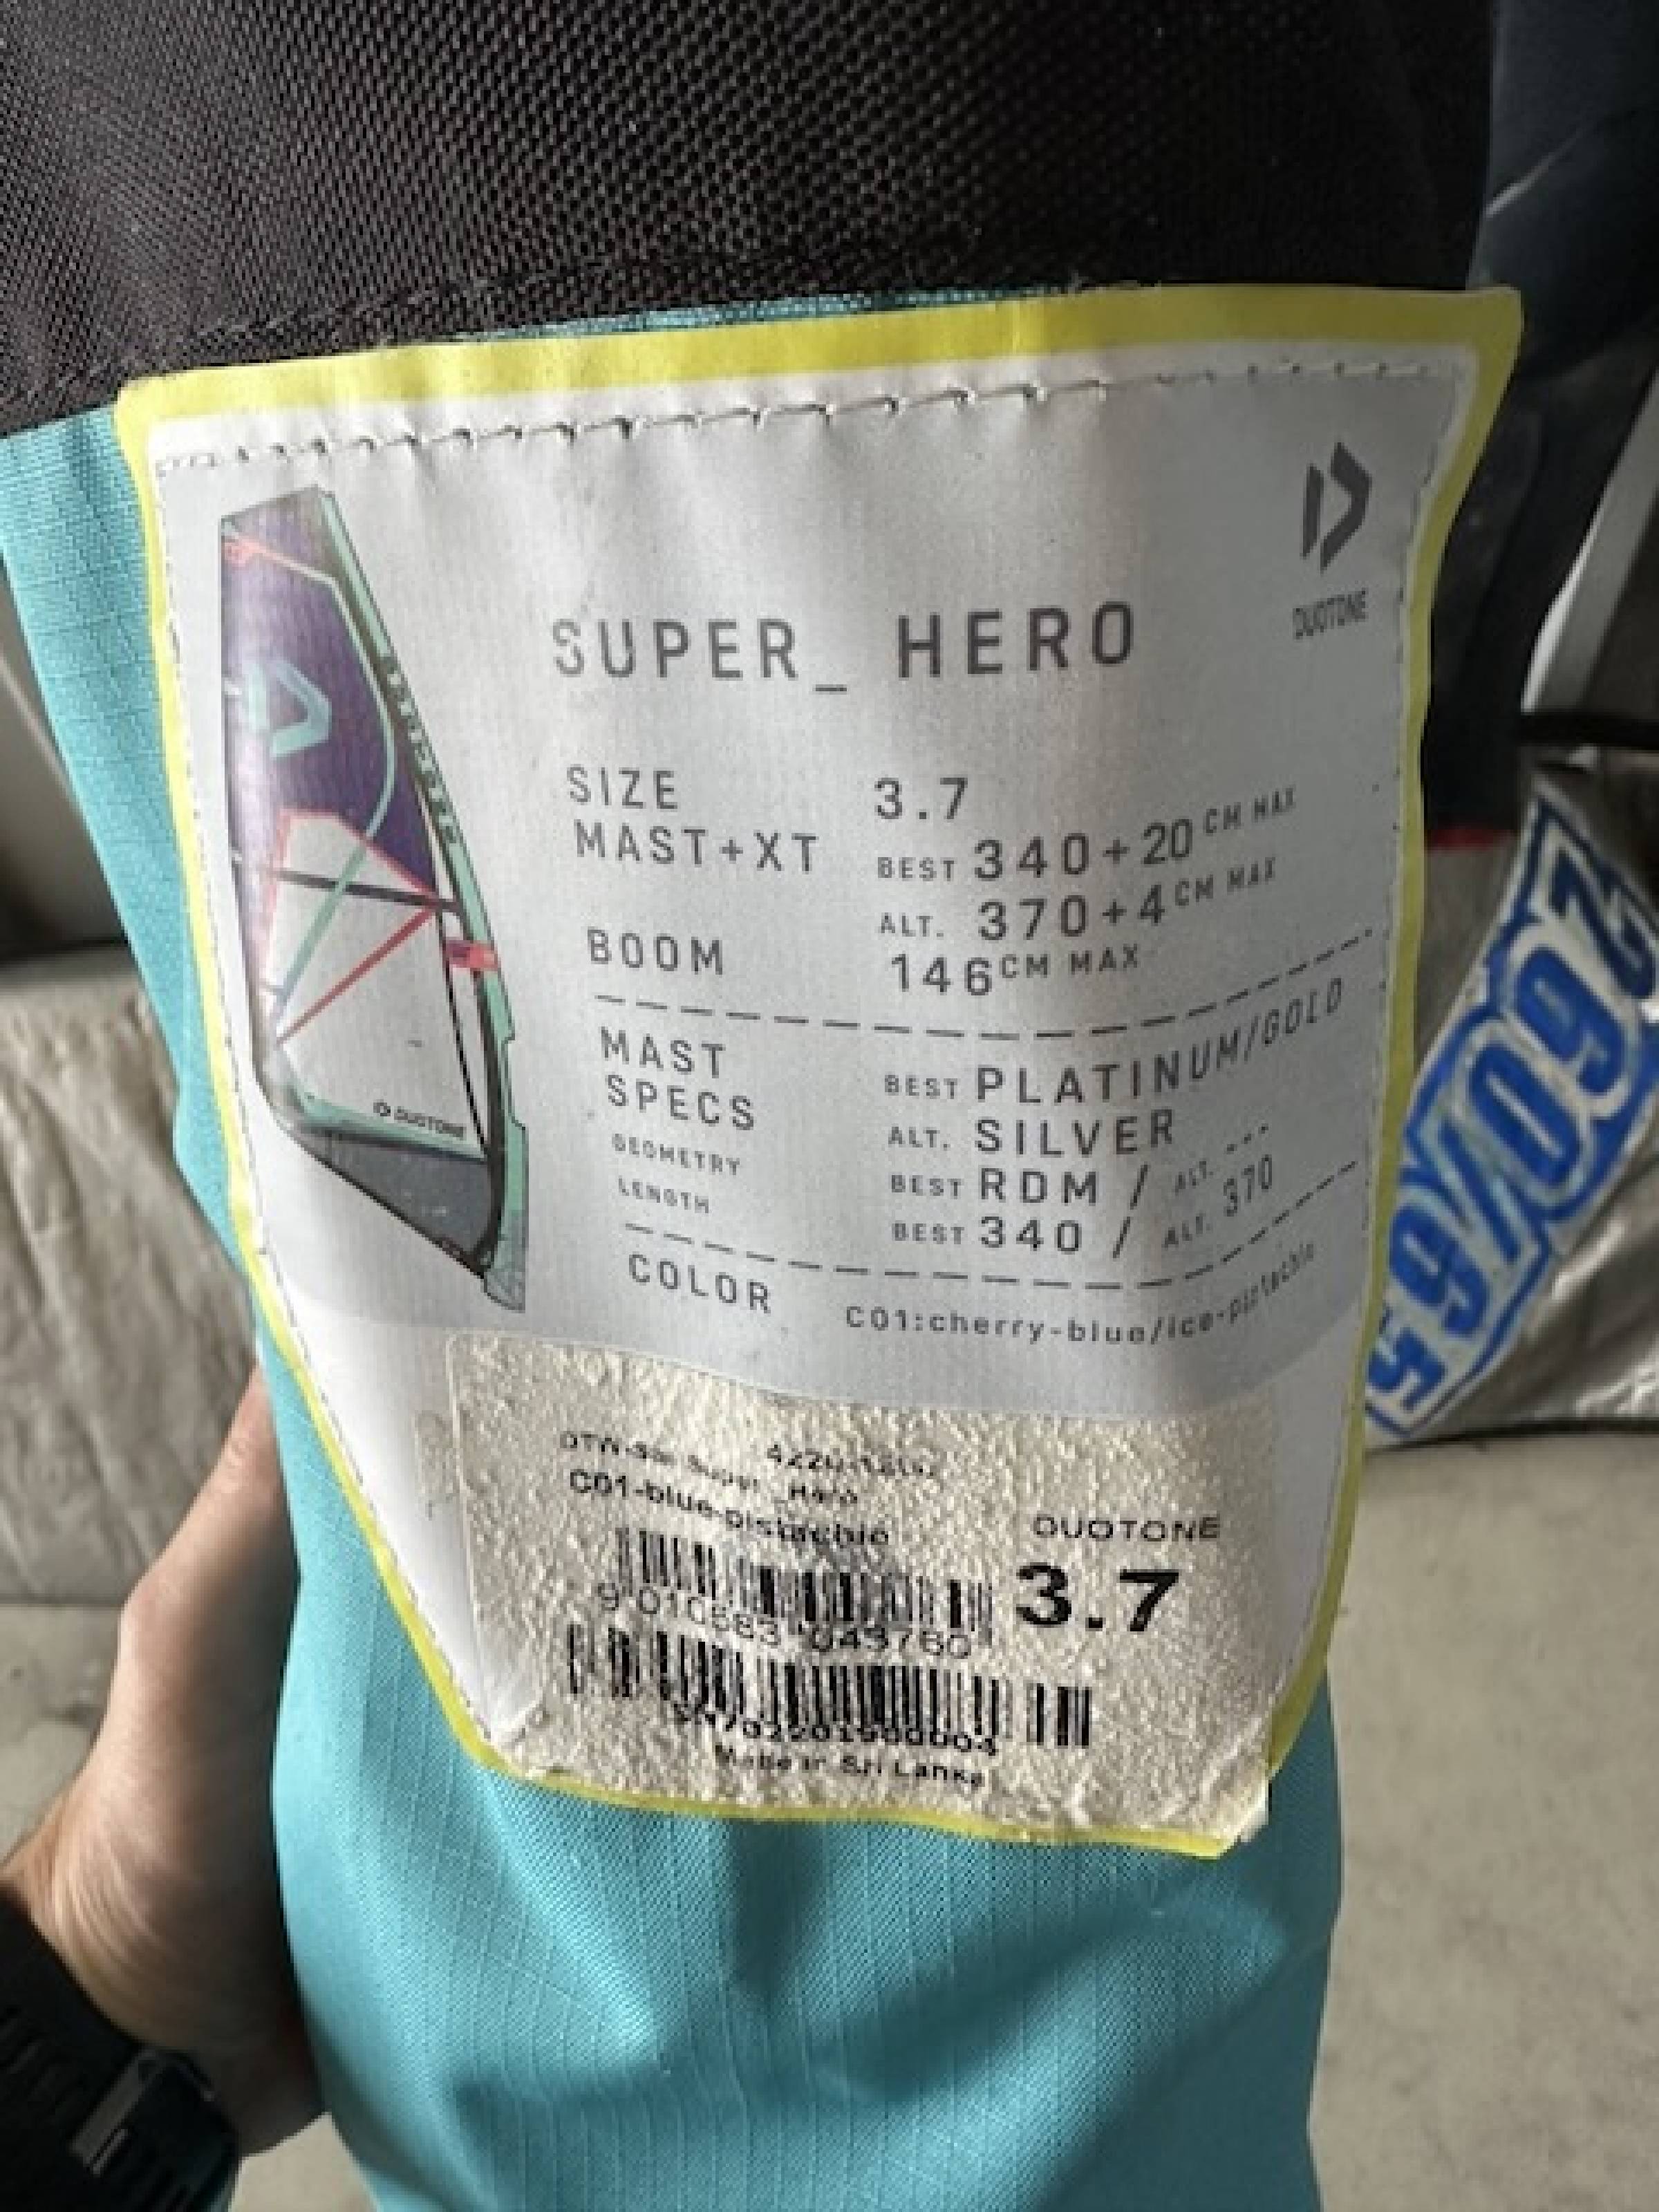 DUOTONE
SUPER_ HERO
SIZE 3.7
MAST+XT BEST 340+20 CM MAX
ALT. 370+4 CM MAX
BOOM 146 CM MAX
MAST SPECS BEST PLATINUM/GOLD
ALT. SILVER
GEOMETRY BEST RDM / ALT. ---
LENGTH BEST 340 / ALT. 370
COLOR C01:cherry-blue/ice-pistachio
DUOTONE
Super_Hero
C01-blue-pistachio
DUOTONE
3.7
Made in Sri Lanka